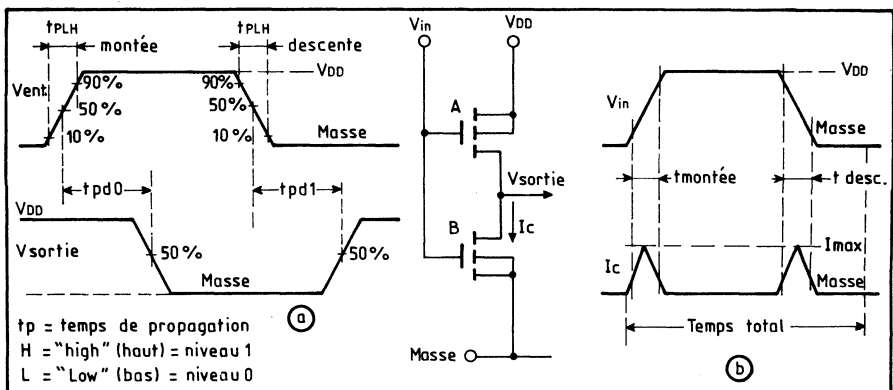 tPLH
montée
tPLH
descente
Vent
90%
50%
10%
90%
50%
10%
VDD
Masse
tpd0
tpd1
VDD
Vsortie
50%
Masse
50%
a
tp = temps de propagation
H = "high" (haut) = niveau 1
L = "Low" (bas) = niveau 0
Vin
VDD
A
Vsortie
B
Ic
Masse
Vin
VDD
Masse
tmontée
t desc.
Imax
Ic
Masse
Temps total
b